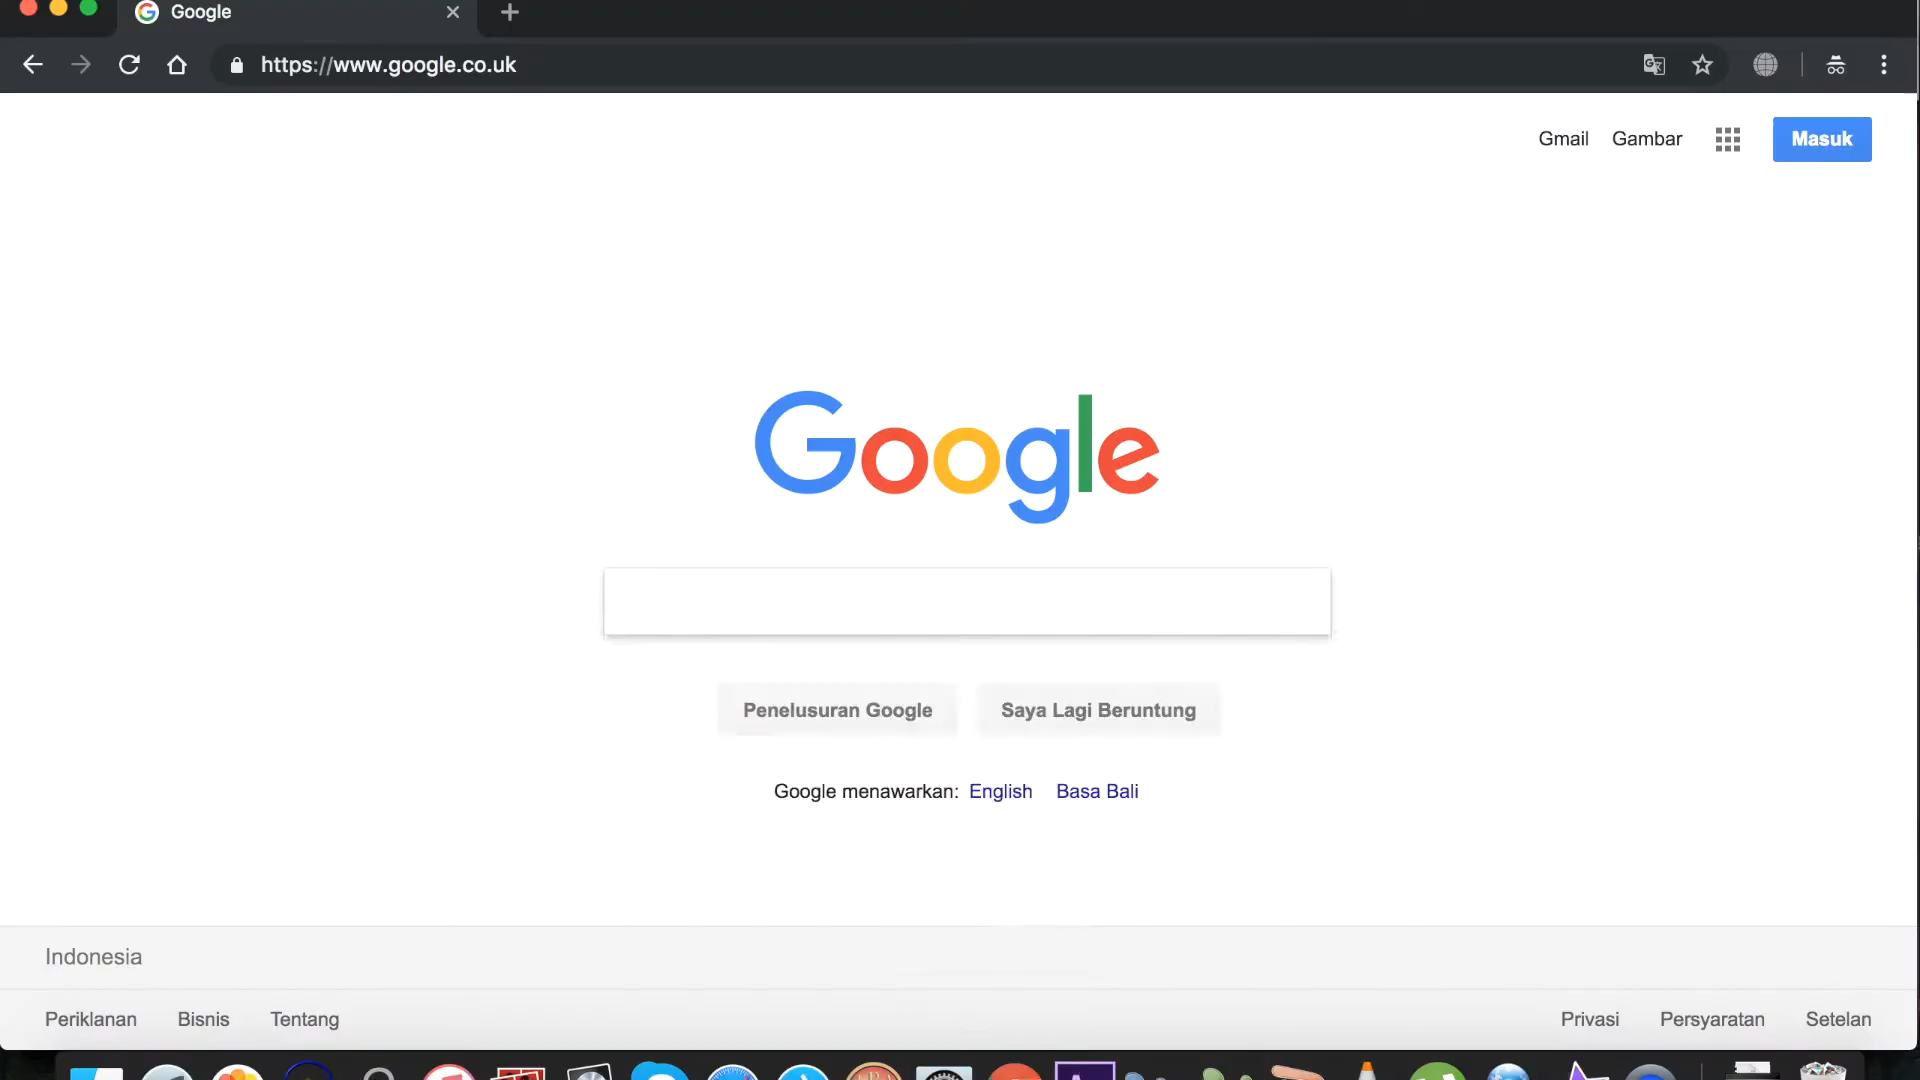 Google
https://www.google.co.uk
Gmail Gambar Masuk
Google
Penelusuran Google Saya Lagi Beruntung
Google menawarkan: English Basa Bali
Indonesia
Periklanan Bisnis Tentang Privasi Persyaratan Setelan